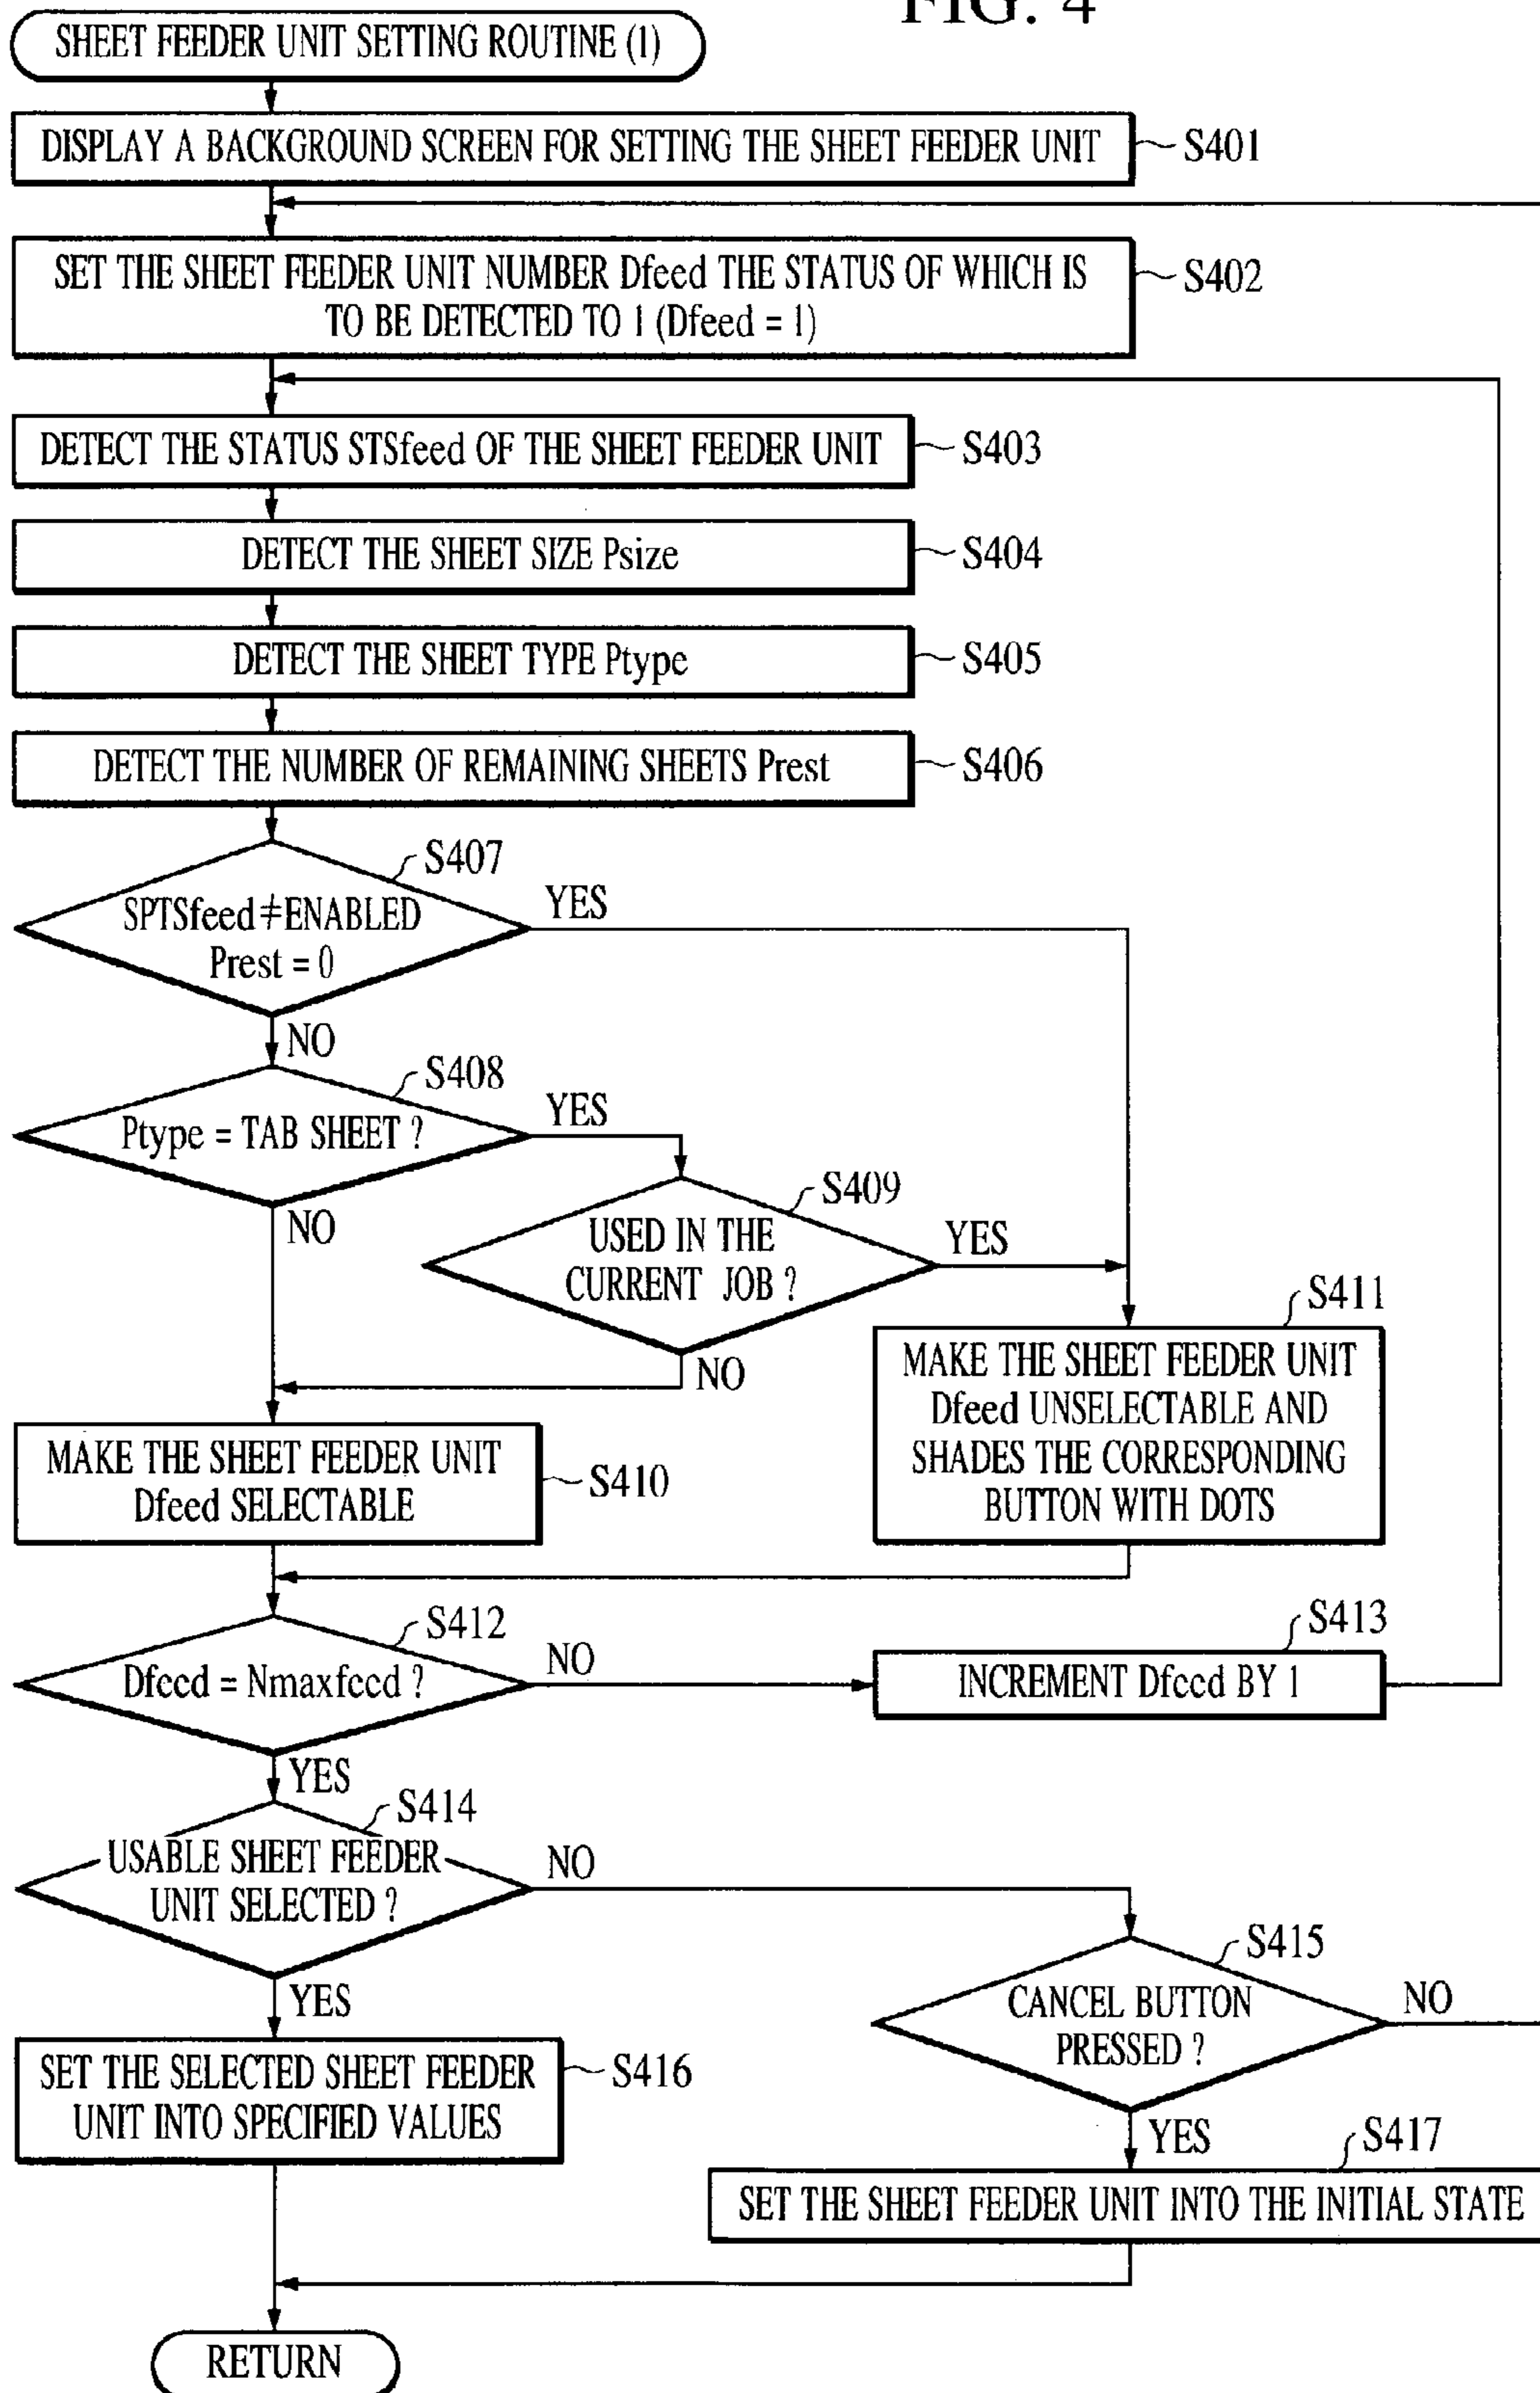 FIG. 4
SHEET FEEDER UNIT SETTING ROUTINE (1)
DISPLAY A BACKGROUND SCREEN FOR SETTING THE SHEET FEEDER UNIT
S401
SET THE SHEET FEEDER UNIT NUMBER Dfeed THE STATUS OF WHICH IS
TO BE DETECTED TO 1 (Dfeed = 1)
S402
DETECT THE STATUS STSfeed OF THE SHEET FEEDER UNIT
S403
DETECT THE SHEET SIZE Psize
S404
DETECT THE SHEET TYPE Ptype
S405
DETECT THE NUMBER OF REMAINING SHEETS Prest
S406
S407
SPTSfeed≠ENABLED
Prest = 0
YES
NO
S408
Ptype = TAB SHEET ?
YES
NO
S409
USED IN THE
CURRENT JOB ?
YES
NO
S411
MAKE THE SHEET FEEDER UNIT
Dfeed UNSELECTABLE AND
SHADES THE CORRESPONDING
BUTTON WITH DOTS
MAKE THE SHEET FEEDER UNIT
Dfeed SELECTABLE
S410
S412
Dfeed = Nmaxfeed ?
NO
YES
S413
INCREMENT Dfeed BY 1
S414
USABLE SHEET FEEDER
UNIT SELECTED ?
NO
YES
S415
CANCEL BUTTON
PRESSED ?
NO
YES
SET THE SELECTED SHEET FEEDER
UNIT INTO SPECIFIED VALUES
S416
S417
SET THE SHEET FEEDER UNIT INTO THE INITIAL STATE
RETURN